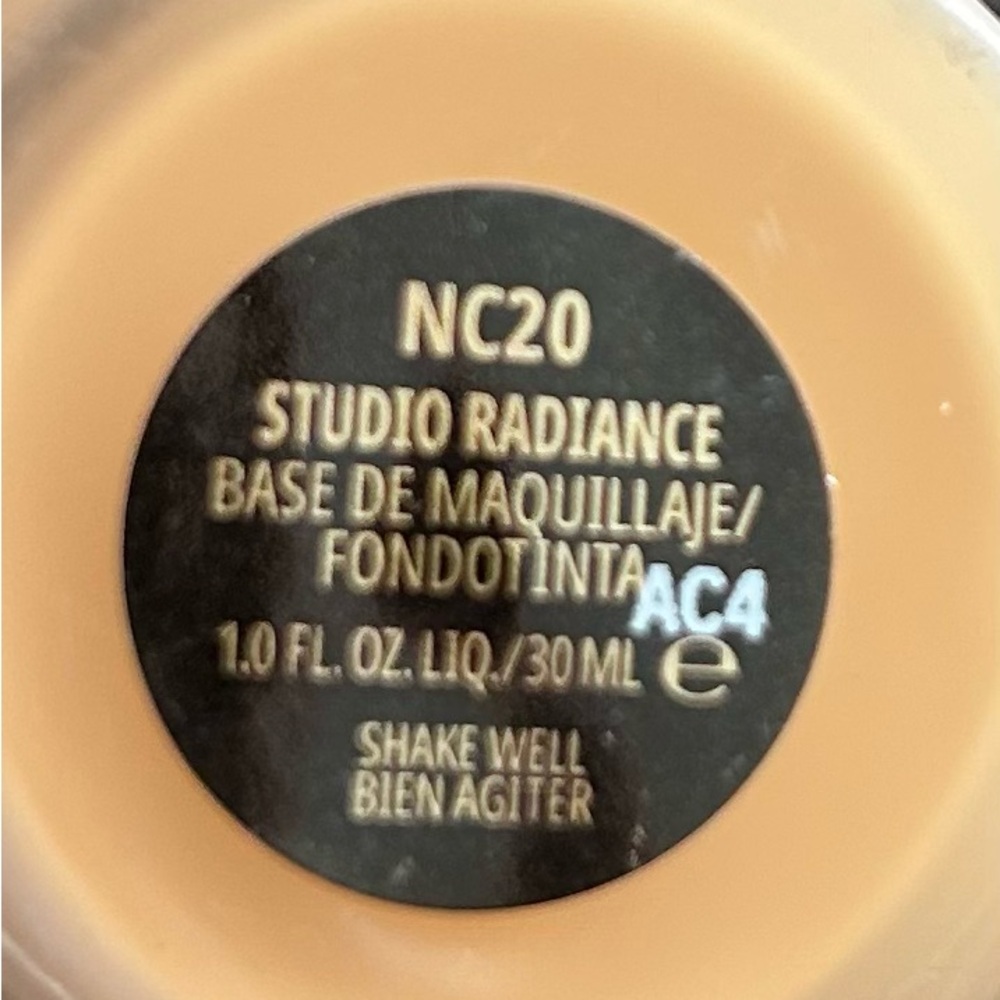 NC20
STUDIO RADIANCE
BASE DE MAQUILLAJE/
FONDOTINTA
AC4
1.0 FL. OZ. LIQ./30 ML e
SHAKE WELL
BIEN AGITER